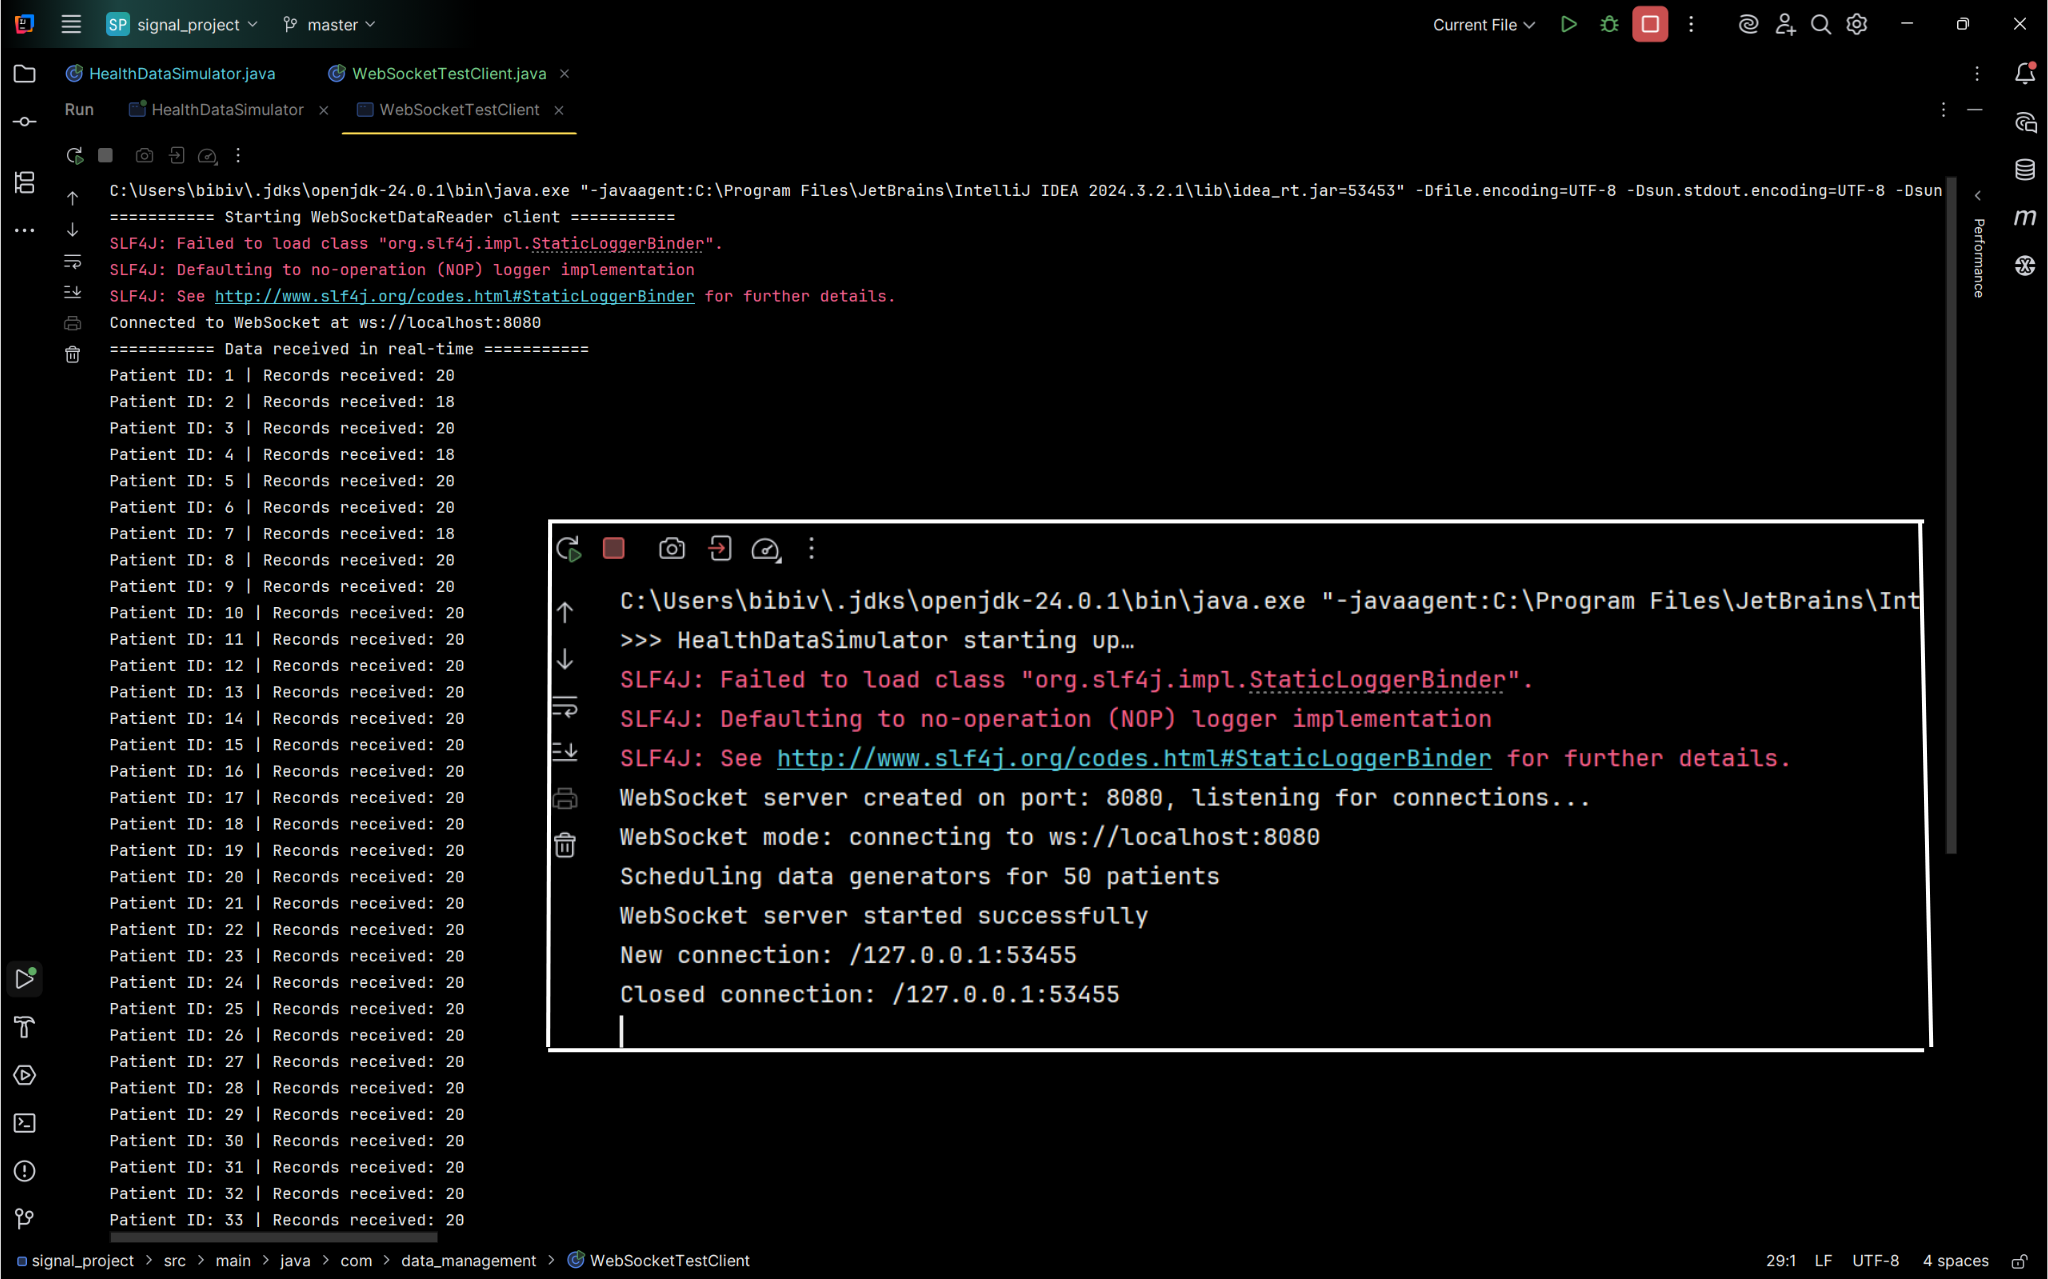 SP signal_project master Current File
HealthDataSimulator.java WebSocketTestClient.java
Run HealthDataSimulator WebSocketTestClient
C:\Users\bibiv\.jdks\openjdk-24.0.1\bin\java.exe "-javaagent:C:\Program Files\JetBrains\IntelliJ IDEA 2024.3.2.1\lib\idea_rt.jar=53453" -Dfile.encoding=UTF-8 -Dsun.stdout.encoding=UTF-8 -Dsun
=========== Starting WebSocketDataReader client ===========
SLF4J: Failed to load class "org.slf4j.impl.StaticLoggerBinder".
SLF4J: Defaulting to no-operation (NOP) logger implementation
SLF4J: See http://www.slf4j.org/codes.html#StaticLoggerBinder for further details.
Connected to WebSocket at ws://localhost:8080
=========== Data received in real-time ===========
Patient ID: 1 | Records received: 20
Patient ID: 2 | Records received: 18
Patient ID: 3 | Records received: 20
Patient ID: 4 | Records received: 18
Patient ID: 5 | Records received: 20
Patient ID: 6 | Records received: 20
Patient ID: 7 | Records received: 18
Patient ID: 8 | Records received: 20
Patient ID: 9 | Records received: 20
Patient ID: 10 | Records received: 20
Patient ID: 11 | Records received: 20
Patient ID: 12 | Records received: 20
Patient ID: 13 | Records received: 20
Patient ID: 14 | Records received: 20
Patient ID: 15 | Records received: 20
Patient ID: 16 | Records received: 20
Patient ID: 17 | Records received: 20
Patient ID: 18 | Records received: 20
Patient ID: 19 | Records received: 20
Patient ID: 20 | Records received: 20
Patient ID: 21 | Records received: 20
Patient ID: 22 | Records received: 20
Patient ID: 23 | Records received: 20
Patient ID: 24 | Records received: 20
Patient ID: 25 | Records received: 20
Patient ID: 26 | Records received: 20
Patient ID: 27 | Records received: 20
Patient ID: 28 | Records received: 20
Patient ID: 29 | Records received: 20
Patient ID: 30 | Records received: 20
Patient ID: 31 | Records received: 20
Patient ID: 32 | Records received: 20
Patient ID: 33 | Records received: 20
C:\Users\bibiv\.jdks\openjdk-24.0.1\bin\java.exe "-javaagent:C:\Program Files\JetBrains\Int
>>> HealthDataSimulator starting up…
SLF4J: Failed to load class "org.slf4j.impl.StaticLoggerBinder".
SLF4J: Defaulting to no-operation (NOP) logger implementation
SLF4J: See http://www.slf4j.org/codes.html#StaticLoggerBinder for further details.
WebSocket server created on port: 8080, listening for connections...
WebSocket mode: connecting to ws://localhost:8080
Scheduling data generators for 50 patients
WebSocket server started successfully
New connection: /127.0.0.1:53455
Closed connection: /127.0.0.1:53455
Performance
signal_project > src > main > java > com > data_management > WebSocketTestClient
29:1 LF UTF-8 4 spaces